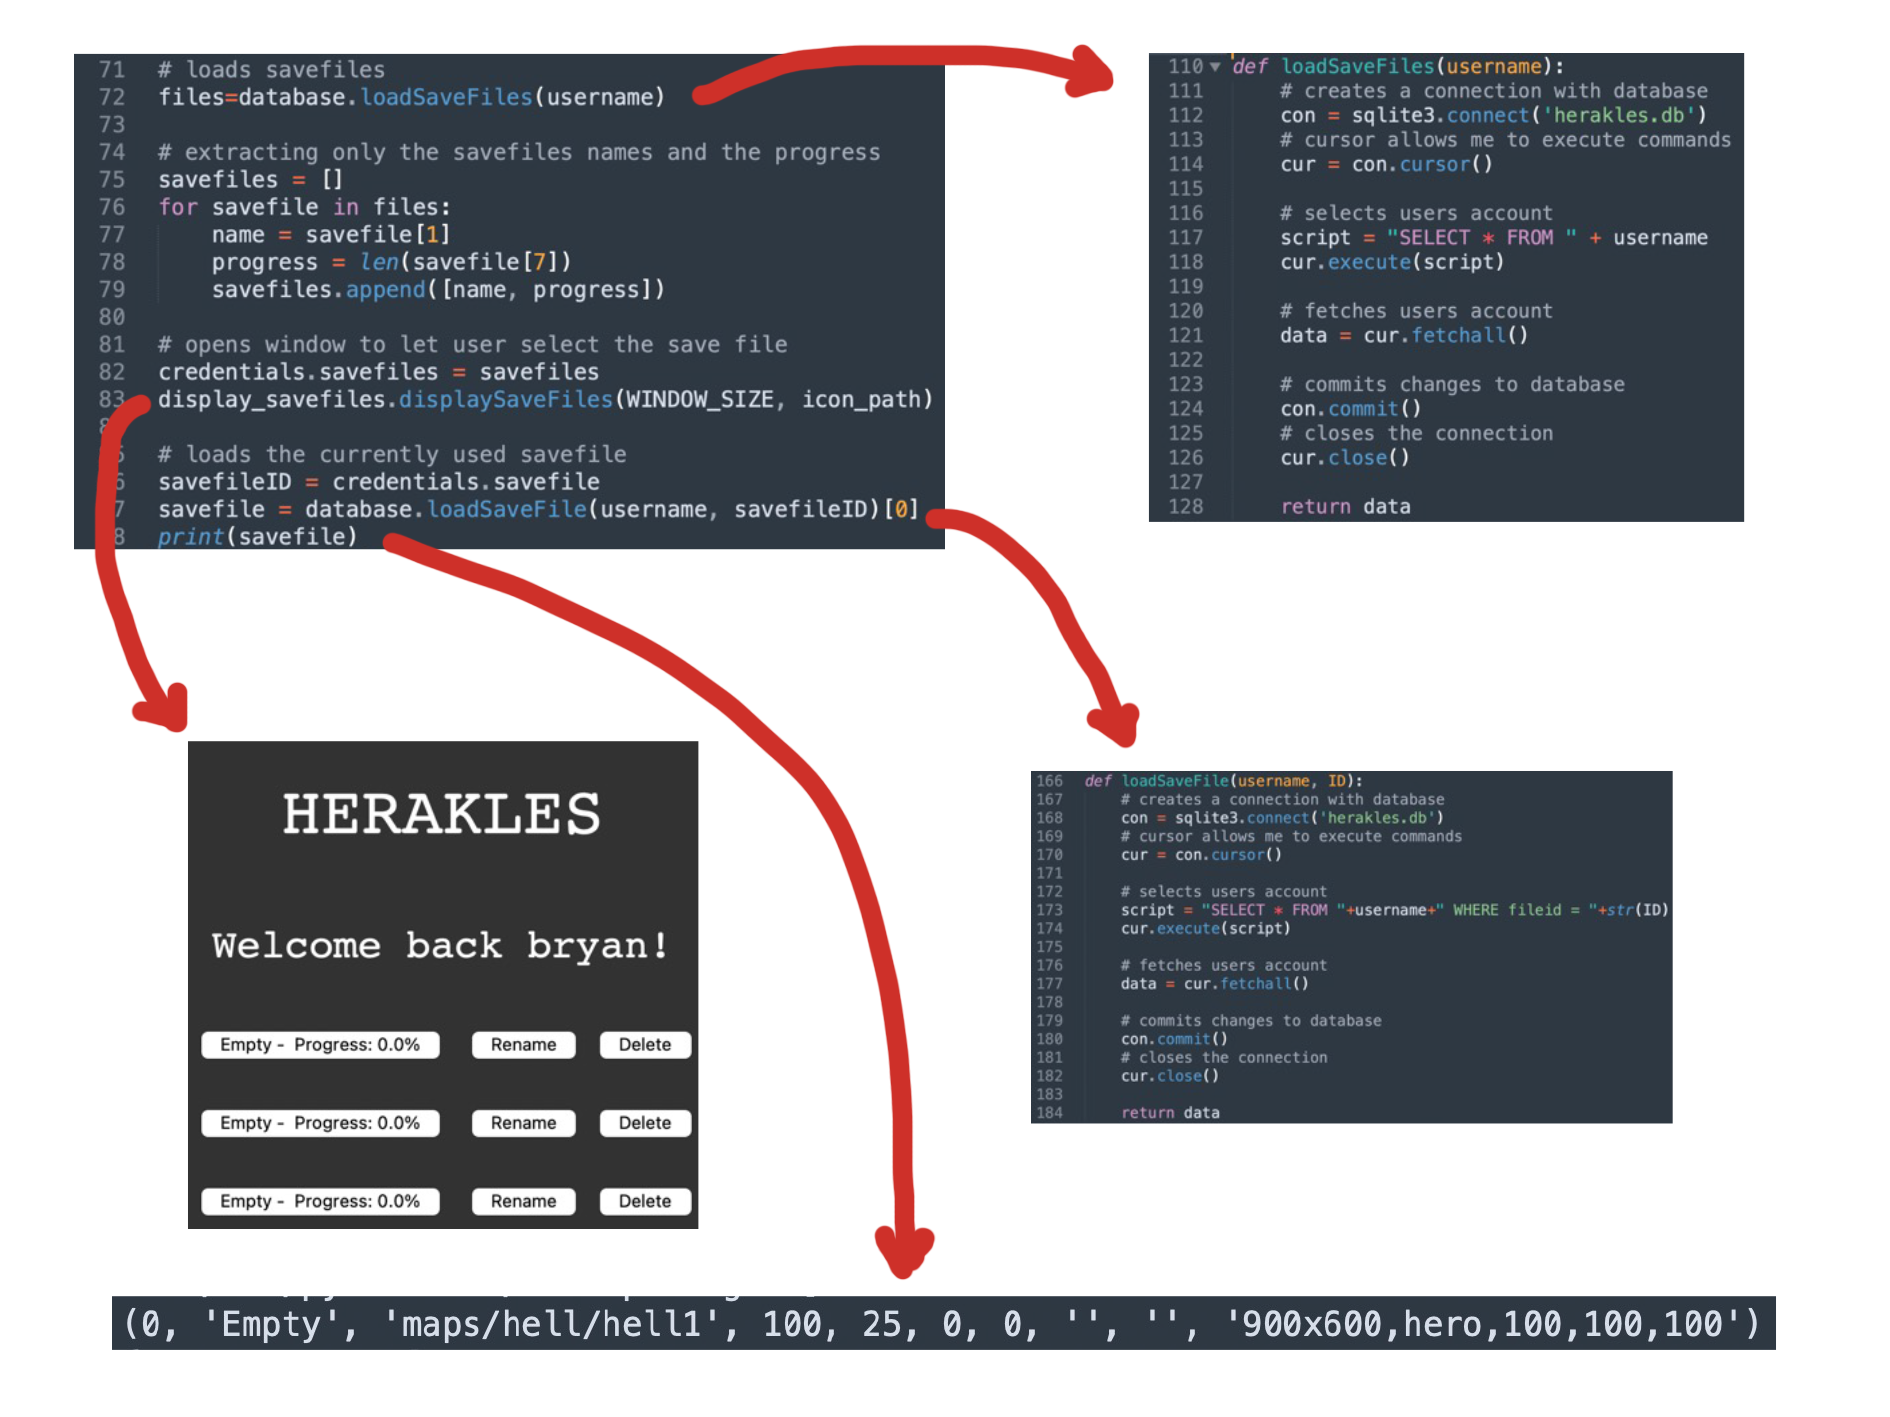 71 # loads savefiles
72 files=database.loadSaveFiles(username)
73
74 # extracting only the savefiles names and the progress
75 savefiles = []
76 for savefile in files:
77 name = savefile[1]
78 progress = len(savefile[7])
79 savefiles.append([name, progress])
80
81 # opens window to let user select the save file
82 credentials.savefiles = savefiles
83 display_savefiles.displaySaveFiles(WINDOW_SIZE, icon_path)
8
5 # loads the currently used savefile
6 savefileID = credentials.savefile
7 savefile = database.loadSaveFile(username, savefileID)[0]
8 print(savefile)
110 def loadSaveFiles(username):
111 # creates a connection with database
112 con = sqlite3.connect('herakles.db')
113 # cursor allows me to execute commands
114 cur = con.cursor()
115
116 # selects users account
117 script = "SELECT * FROM " + username
118 cur.execute(script)
119
120 # fetches users account
121 data = cur.fetchall()
122
123 # commits changes to database
124 con.commit()
125 # closes the connection
126 cur.close()
127
128 return data
HERAKLES
Welcome back bryan!
Empty - Progress: 0.0% Rename Delete
Empty - Progress: 0.0% Rename Delete
Empty - Progress: 0.0% Rename Delete
166 def loadSaveFile(username, ID):
167 # creates a connection with database
168 con = sqlite3.connect('herakles.db')
169 # cursor allows me to execute commands
170 cur = con.cursor()
171
172 # selects users account
173 script = "SELECT * FROM "+username+" WHERE fileid = "+str(ID)
174 cur.execute(script)
175
176 # fetches users account
177 data = cur.fetchall()
178
179 # commits changes to database
180 con.commit()
181 # closes the connection
182 cur.close()
183
184 return data
(0, 'Empty', 'maps/hell/hell1', 100, 25, 0, 0, '', '', '900x600,hero,100,100,100')